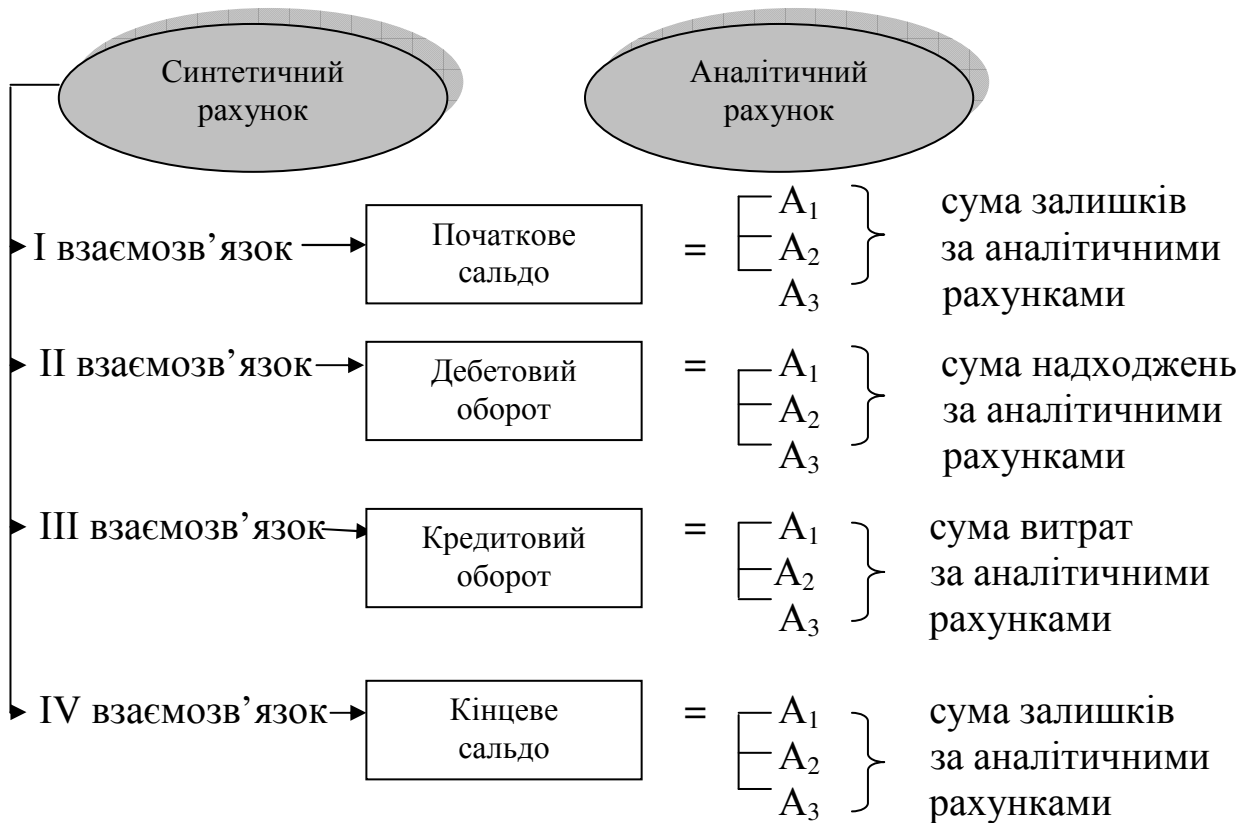 Синтетичний
рахунок
Аналітичний
рахунок
I взаємозв’язок
Початкове
сальдо
=
A₁
A₂
A₃
сума залишків
за аналітичними
рахунками
II взаємозв’язок
Дебетовий
оборот
=
A₁
A₂
A₃
сума надходжень
за аналітичними
рахунками
III взаємозв’язок
Кредитовий
оборот
=
A₁
A₂
A₃
сума витрат
за аналітичними
рахунками
IV взаємозв’язок
Кінцеве
сальдо
=
A₁
A₂
A₃
сума залишків
за аналітичними
рахунками